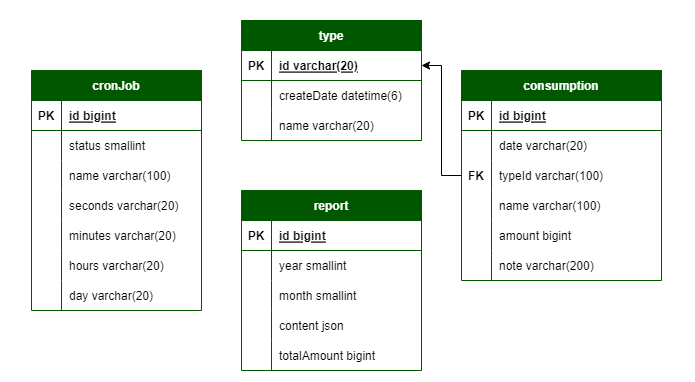 cronJob
PK id bigint
status smallint
name varchar(100)
seconds varchar(20)
minutes varchar(20)
hours varchar(20)
day varchar(20)
type
PK id varchar(20)
createDate datetime(6)
name varchar(20)
report
PK id bigint
year smallint
month smallint
content json
totalAmount bigint
consumption
PK id bigint
date varchar(20)
FK typeId varchar(100)
name varchar(100)
amount bigint
note varchar(200)